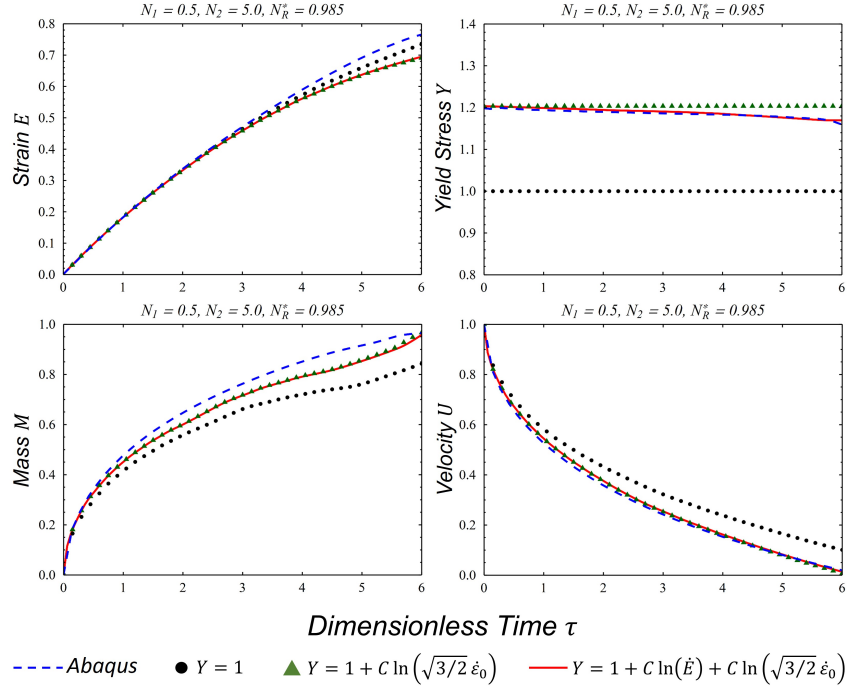 N₁ = 0.5, N₂ = 5.0, N*_R = 0.985
N₁ = 0.5, N₂ = 5.0, N*_R = 0.985
Strain E
0.8
0.7
0.6
0.5
0.4
0.3
0.2
0.1
0.0
0 1 2 3 4 5 6
Yield Stress Y
1.4
1.3
1.2
1.1
1.0
0.9
0.8
0 1 2 3 4 5 6
N₁ = 0.5, N₂ = 5.0, N*_R = 0.985
N₁ = 0.5, N₂ = 5.0, N*_R = 0.985
Mass M
1.0
0.8
0.6
0.4
0.2
0.0
0 1 2 3 4 5 6
Velocity U
1.0
0.8
0.6
0.4
0.2
0.0
0 1 2 3 4 5 6
Dimensionless Time τ
Abaqus Y = 1 Y = 1 + C ln(√3/2 ε̇₀) Y = 1 + C ln(Ė) + C ln(√3/2 ε̇₀)